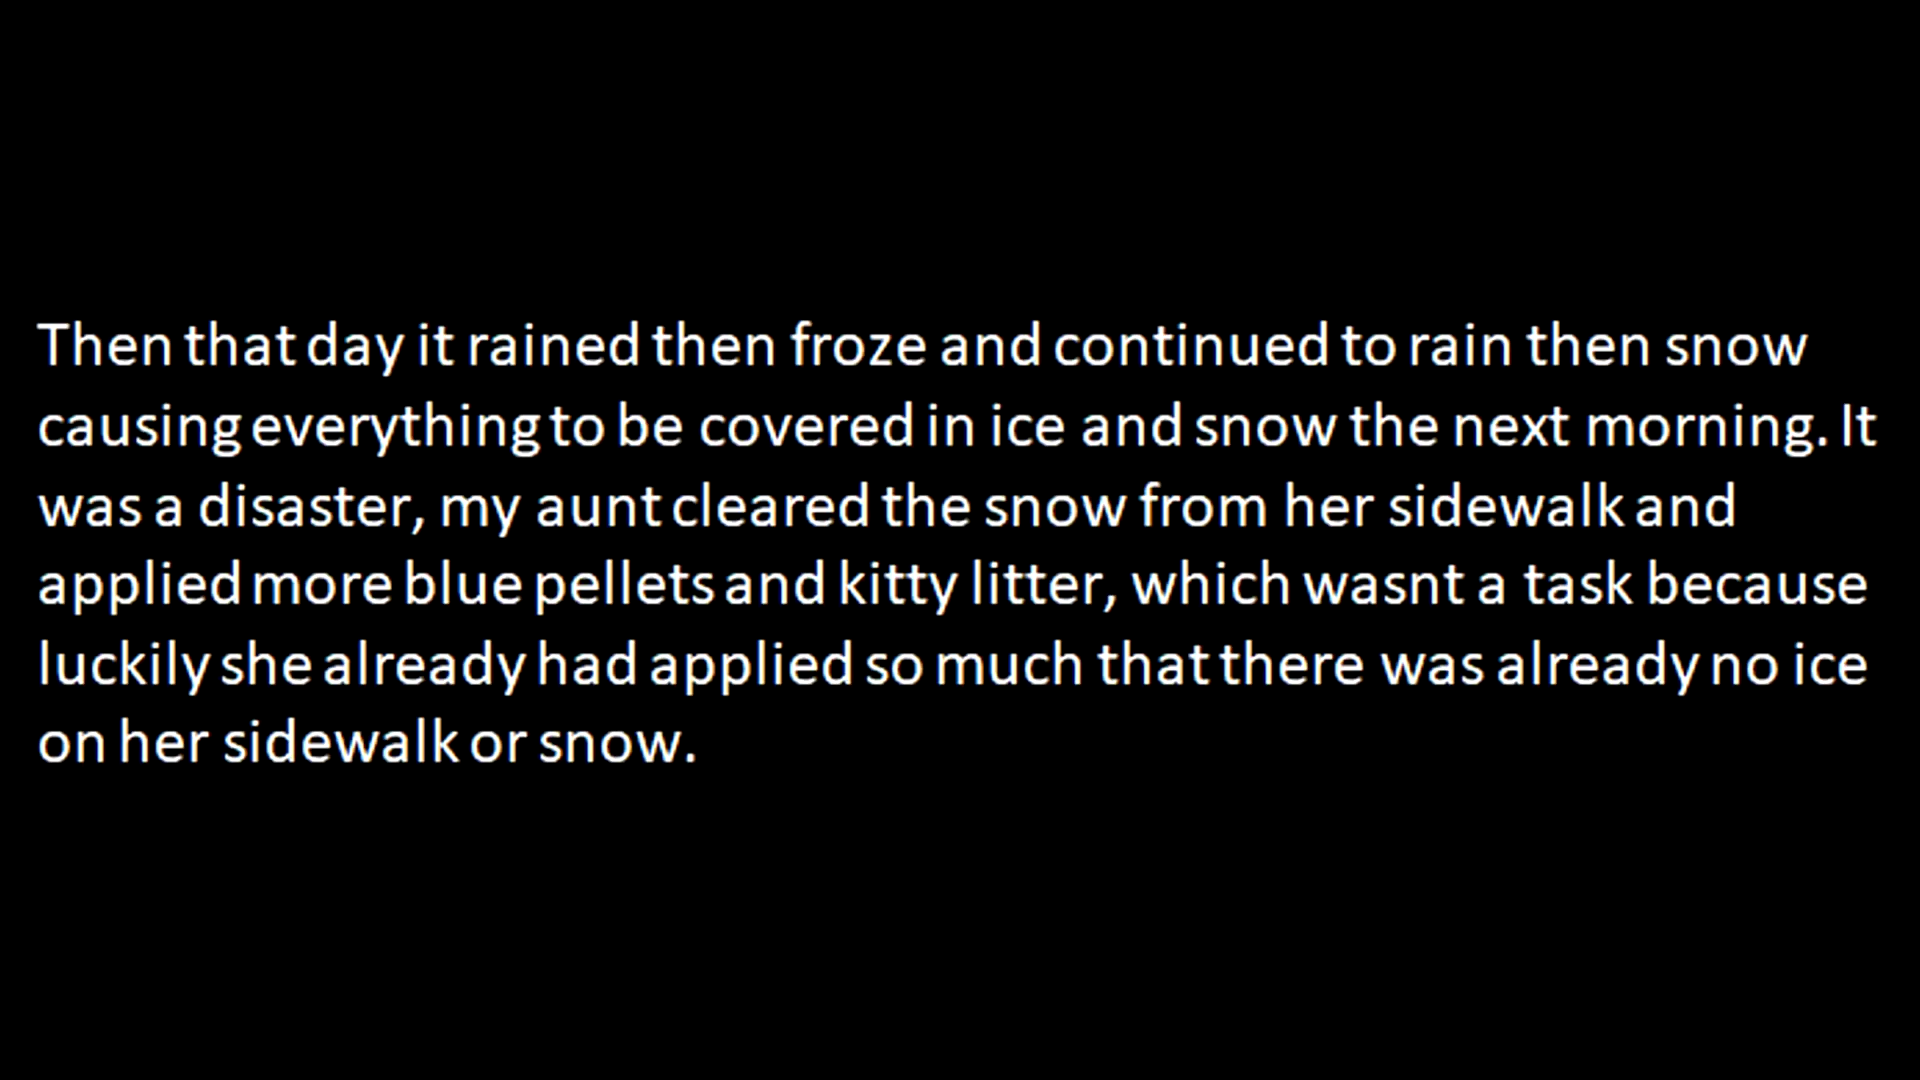 Then that day it rained then froze and continued to rain then snow
causing everything to be covered in ice and snow the next morning. It
was a disaster, my aunt cleared the snow from her sidewalk and
applied more blue pellets and kitty litter, which wasnt a task because
luckily she already had applied so much that there was already no ice
on her sidewalk or snow.